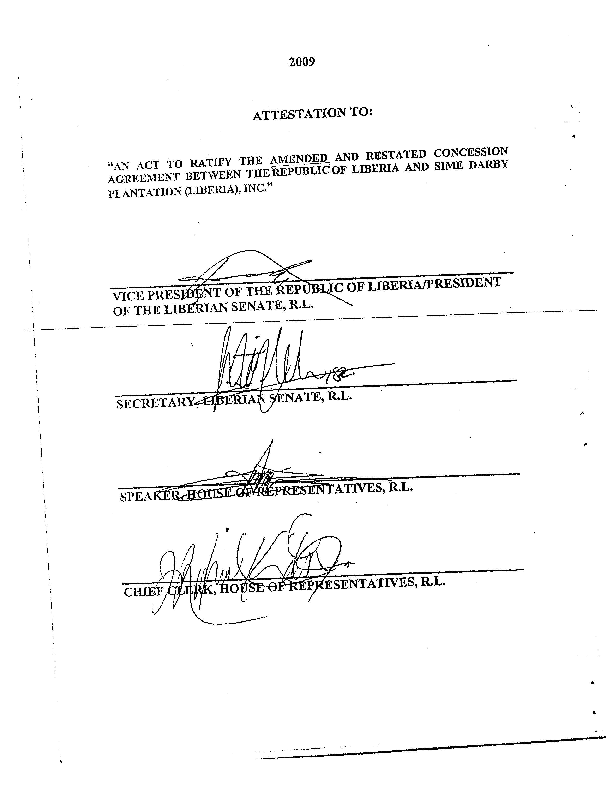 2009
ATTESTATION TO:
"AN ACT TO RATIFY THE AMENDED AND RESTATED CONCESSION
AGREEMENT BETWEEN THE REPUBLIC OF LIBERIA AND SIME DARBY
PLANTATION (LIBERIA), INC."
VICE PRESIDENT OF THE REPUBLIC OF LIBERIA/PRESIDENT
OF THE LIBERIAN SENATE, R.L.
SECRETARY, LIBERIAN SENATE, R.L.
SPEAKER, HOUSE OF REPRESENTATIVES, R.L.
CHIEF CLERK, HOUSE OF REPRESENTATIVES, R.L.